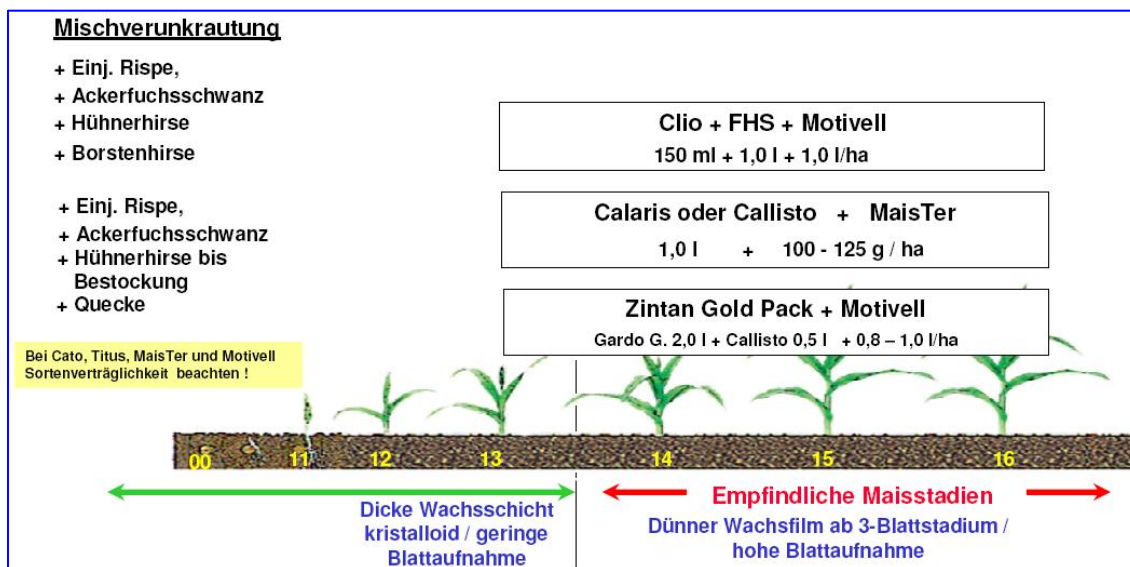 Mischverunkrautung
+ Einj. Rispe,
+ Ackerfuchsschwanz
+ Hühnerhirse
+ Borstenhirse
Clio + FHS + Motivell
150 ml + 1,0 l + 1,0 l/ha
+ Einj. Rispe,
+ Ackerfuchsschwanz
+ Hühnerhirse bis
Bestockung
+ Quecke
Calaris oder Callisto + MaisTer
1,0 l + 100 - 125 g / ha
Zintan Gold Pack + Motivell
Gardo G. 2,0 l + Callisto 0,5 l + 0,8 – 1,0 l/ha
Bei Cato, Titus, MaisTer und Motivell
Sortenverträglichkeit beachten !
00 11 12 13 14 15 16
Dicke Wachsschicht
kristalloid / geringe
Blattaufnahme
Empfindliche Maisstadien
Dünner Wachsfilm ab 3-Blattstadium /
hohe Blattaufnahme